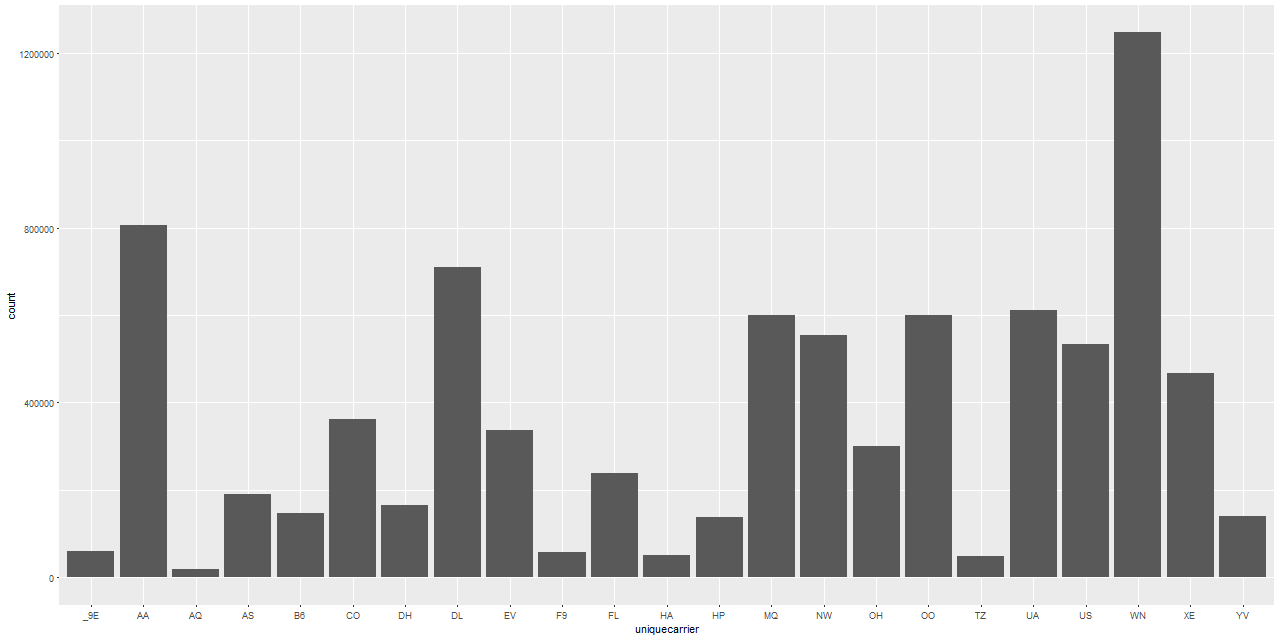 1200000
800000
400000
0
count
_9E AA AQ AS B6 CO DH DL EV F9 FL HA HP MQ NW OH OO TZ UA US WN XE YV
uniquecarrier